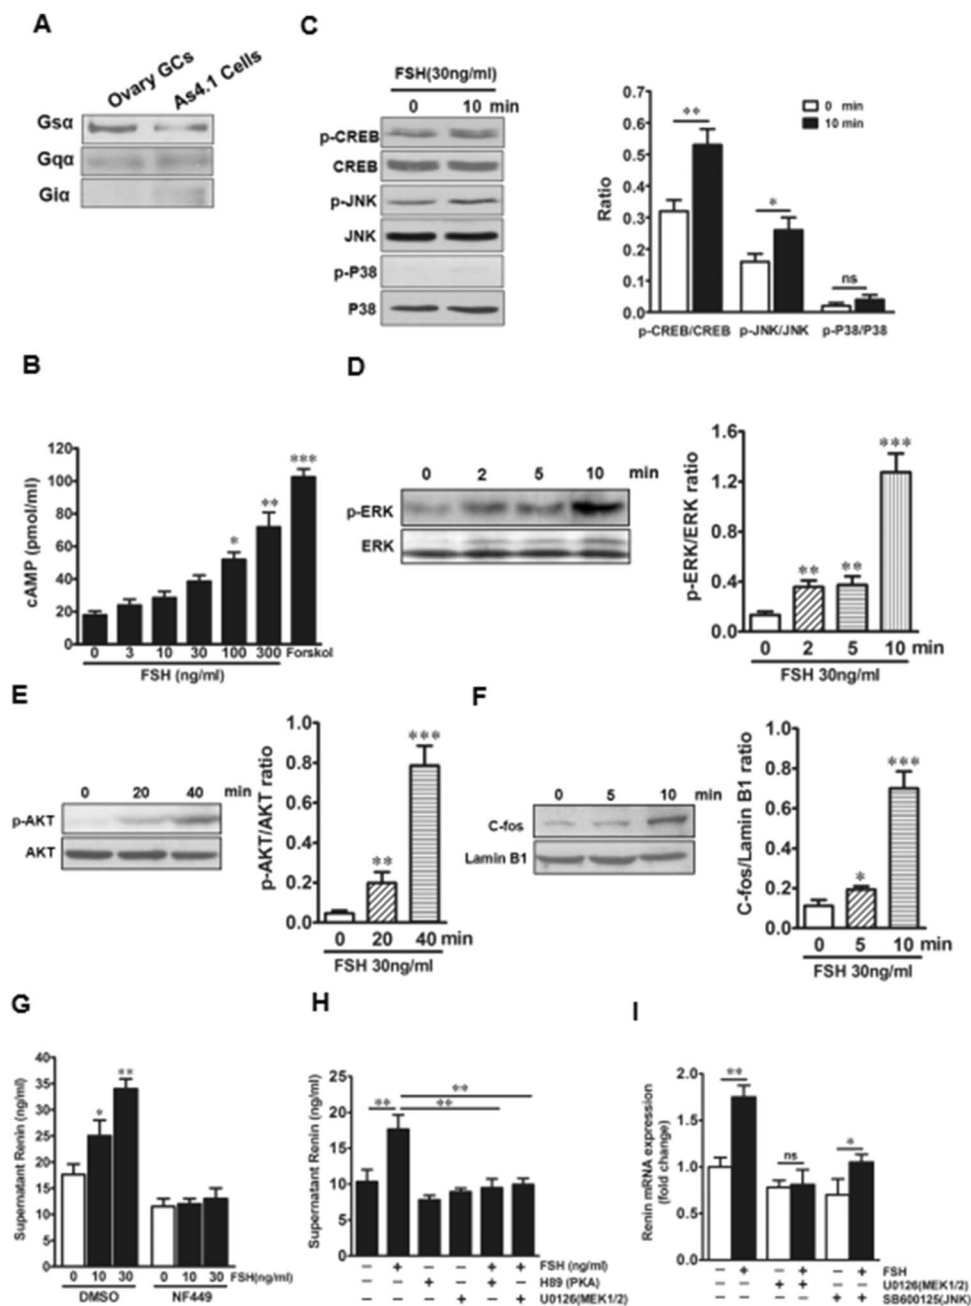 A
Ovary GCs
As4.1 Cells
Gsα
Gqα
Giα
C
FSH(30ng/ml)
0 10 min
p-CREB
CREB
p-JNK
JNK
p-P38
P38
0 min
10 min
Ratio
0.7
0.6
0.5
0.4
0.3
0.2
0.1
0.0
** * ns
p-CREB/CREB p-JNK/JNK p-P38/P38
B
cAMP (pmol/ml)
120
100
80
60
40
20
0
* ** ***
0 3 10 30 100 300 Forskol
FSH (ng/ml)
D
0 2 5 10 min
p-ERK
ERK
p-ERK/ERK ratio
1.6
1.2
0.8
0.4
0.0
** ** ***
0 2 5 10 min
FSH 30ng/ml
E
0 20 40 min
p-AKT
AKT
p-AKT/AKT ratio
1.0
0.8
0.6
0.4
0.2
0.0
** ***
0 20 40 min
FSH 30ng/ml
F
0 5 10 min
C-fos
Lamin B1
C-fos/Lamin B1 ratio
1.0
0.8
0.6
0.4
0.2
0.0
* ***
0 5 10 min
FSH 30ng/ml
G
Supernatant Renin (ng/ml)
40
35
30
25
20
15
10
5
0
* **
0 10 30 0 10 30 FSH(ng/ml)
DMSO NF449
H
Supernatant Renin (ng/ml)
25
20
15
10
5
0
**
**
**
− + − − + + FSH (ng/ml)
− − + − + − H89 (PKA)
− − − + − + U0126(MEK1/2)
I
Renin mRNA expression
(fold change)
2.0
1.5
1.0
0.5
0.0
** ns *
− + − + − + FSH
− − + + − − U0126(MEK1/2)
− − − − + + SB600125(JNK)